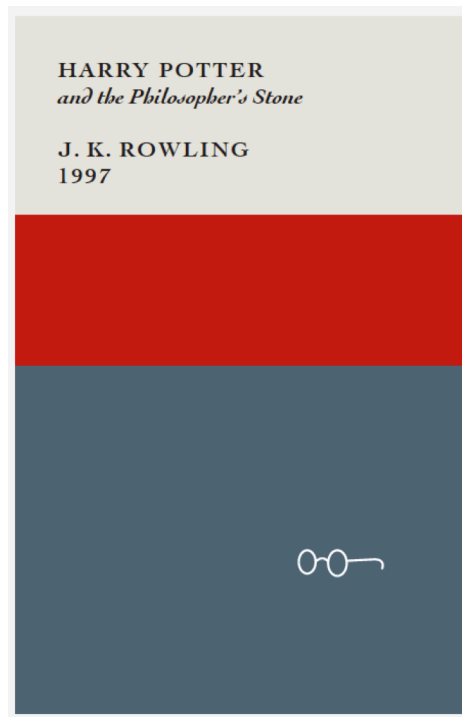 HARRY POTTER
and the Philosopher's Stone
J. K. ROWLING
1997